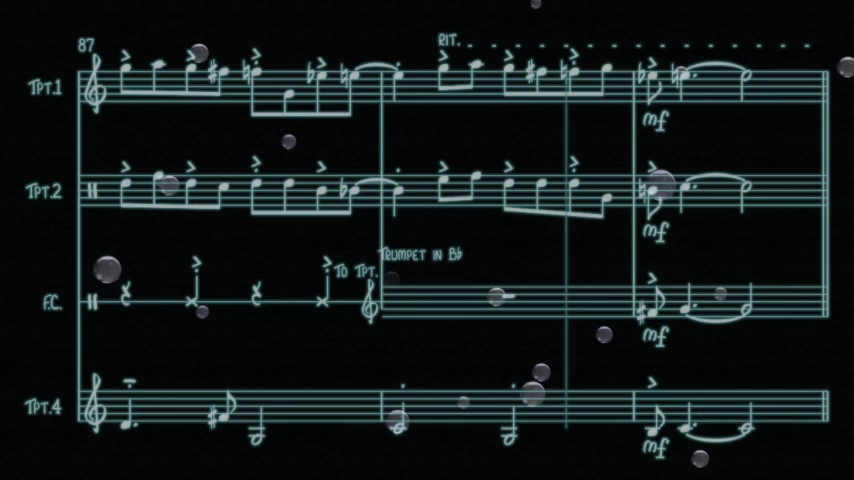 87
RIT.
TPT.1
mf
TPT.2
mf
TO TPT.
TRUMPET IN B♭
F.C.
mf
TPT.4
mf